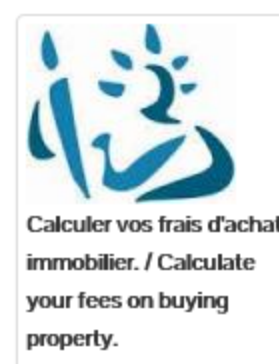 Calculer vos frais d'achat
immobilier. / Calculate
your fees on buying
property.